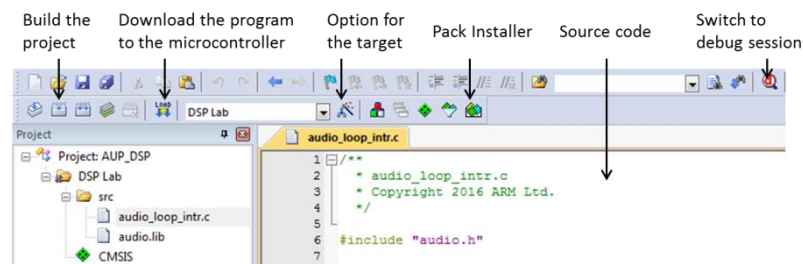 Build the project
Download the program to the microcontroller
Option for the target
Pack Installer
Source code
Switch to debug session
LOAD
DSP Lab
Project
audio_loop_intr.c
Project: AUP_DSP
DSP Lab
src
audio_loop_intr.c
audio.lib
CMSIS
1 /**
2 * audio_loop_intr.c
3 * Copyright 2016 ARM Ltd.
4 */
5
6 #include "audio.h"
7